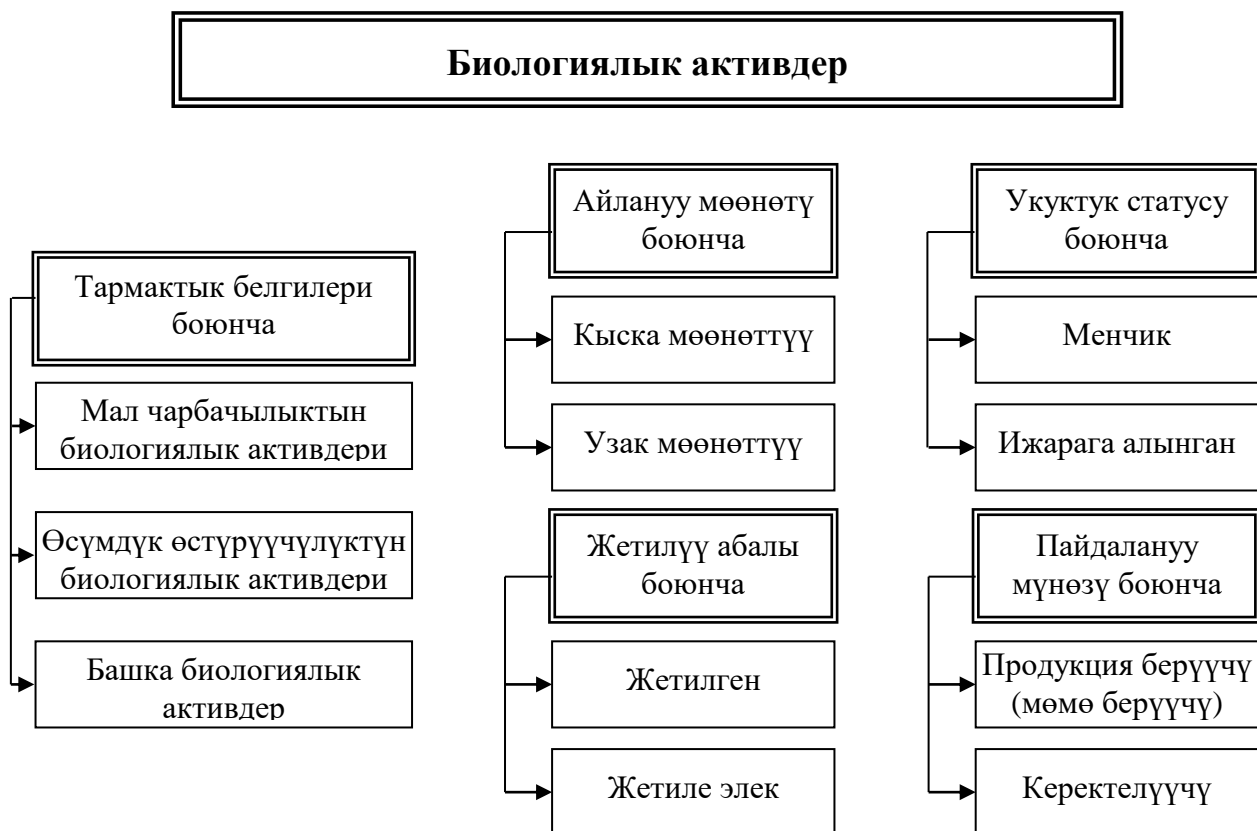 Биологиялык активдер
Тармактык белгилери
боюнча
Мал чарбачылыктын
биологиялык активдери
Өсүмдүк өстүрүүчүлүктүн
биологиялык активдери
Башка биологиялык
активдер
Айлануу мөөнөтү
боюнча
Кыска мөөнөттүү
Узак мөөнөттүү
Жетилүү абалы
боюнча
Жетилген
Жетиле элек
Укуктук статусу
боюнча
Менчик
Ижарага алынган
Пайдалануу
мүнөзү боюнча
Продукция берүүчү
(мөмө берүүчү)
Керектелүүчү